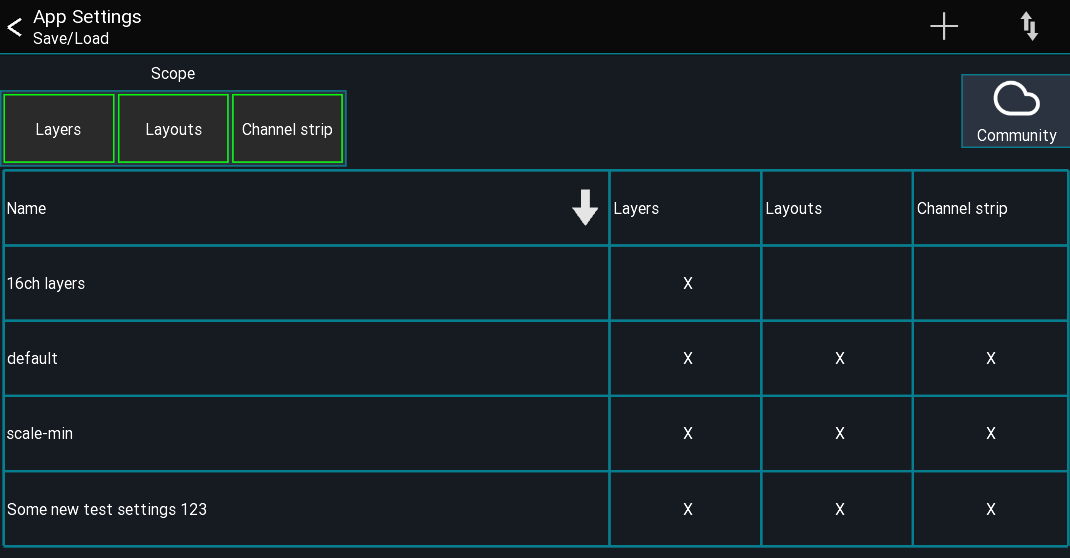 App Settings
Save/Load
Scope
Layers Layouts Channel strip
Community
Name Layers Layouts Channel strip
16ch layers X
default X X X
scale-min X X X
Some new test settings 123 X X X